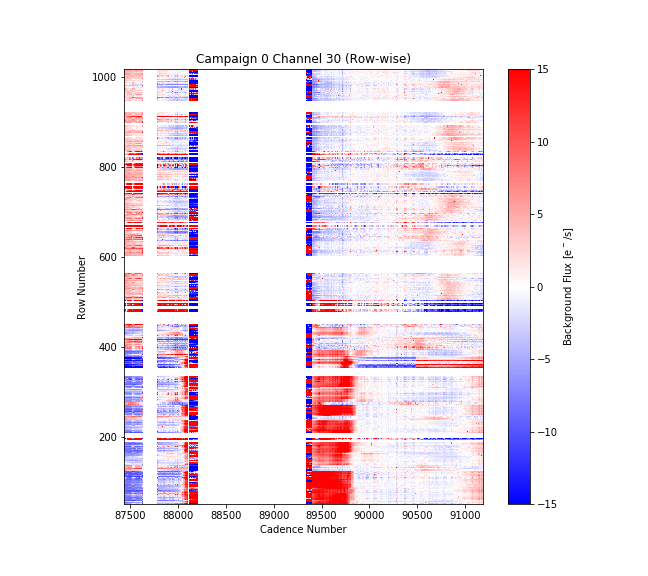 Campaign 0 Channel 30 (Row-wise)
1000
800
600
400
200
Row Number
87500 88000 88500 89000 89500 90000 90500 91000
Cadence Number
15
10
5
0
−5
−10
−15
Background Flux [e⁻/s]